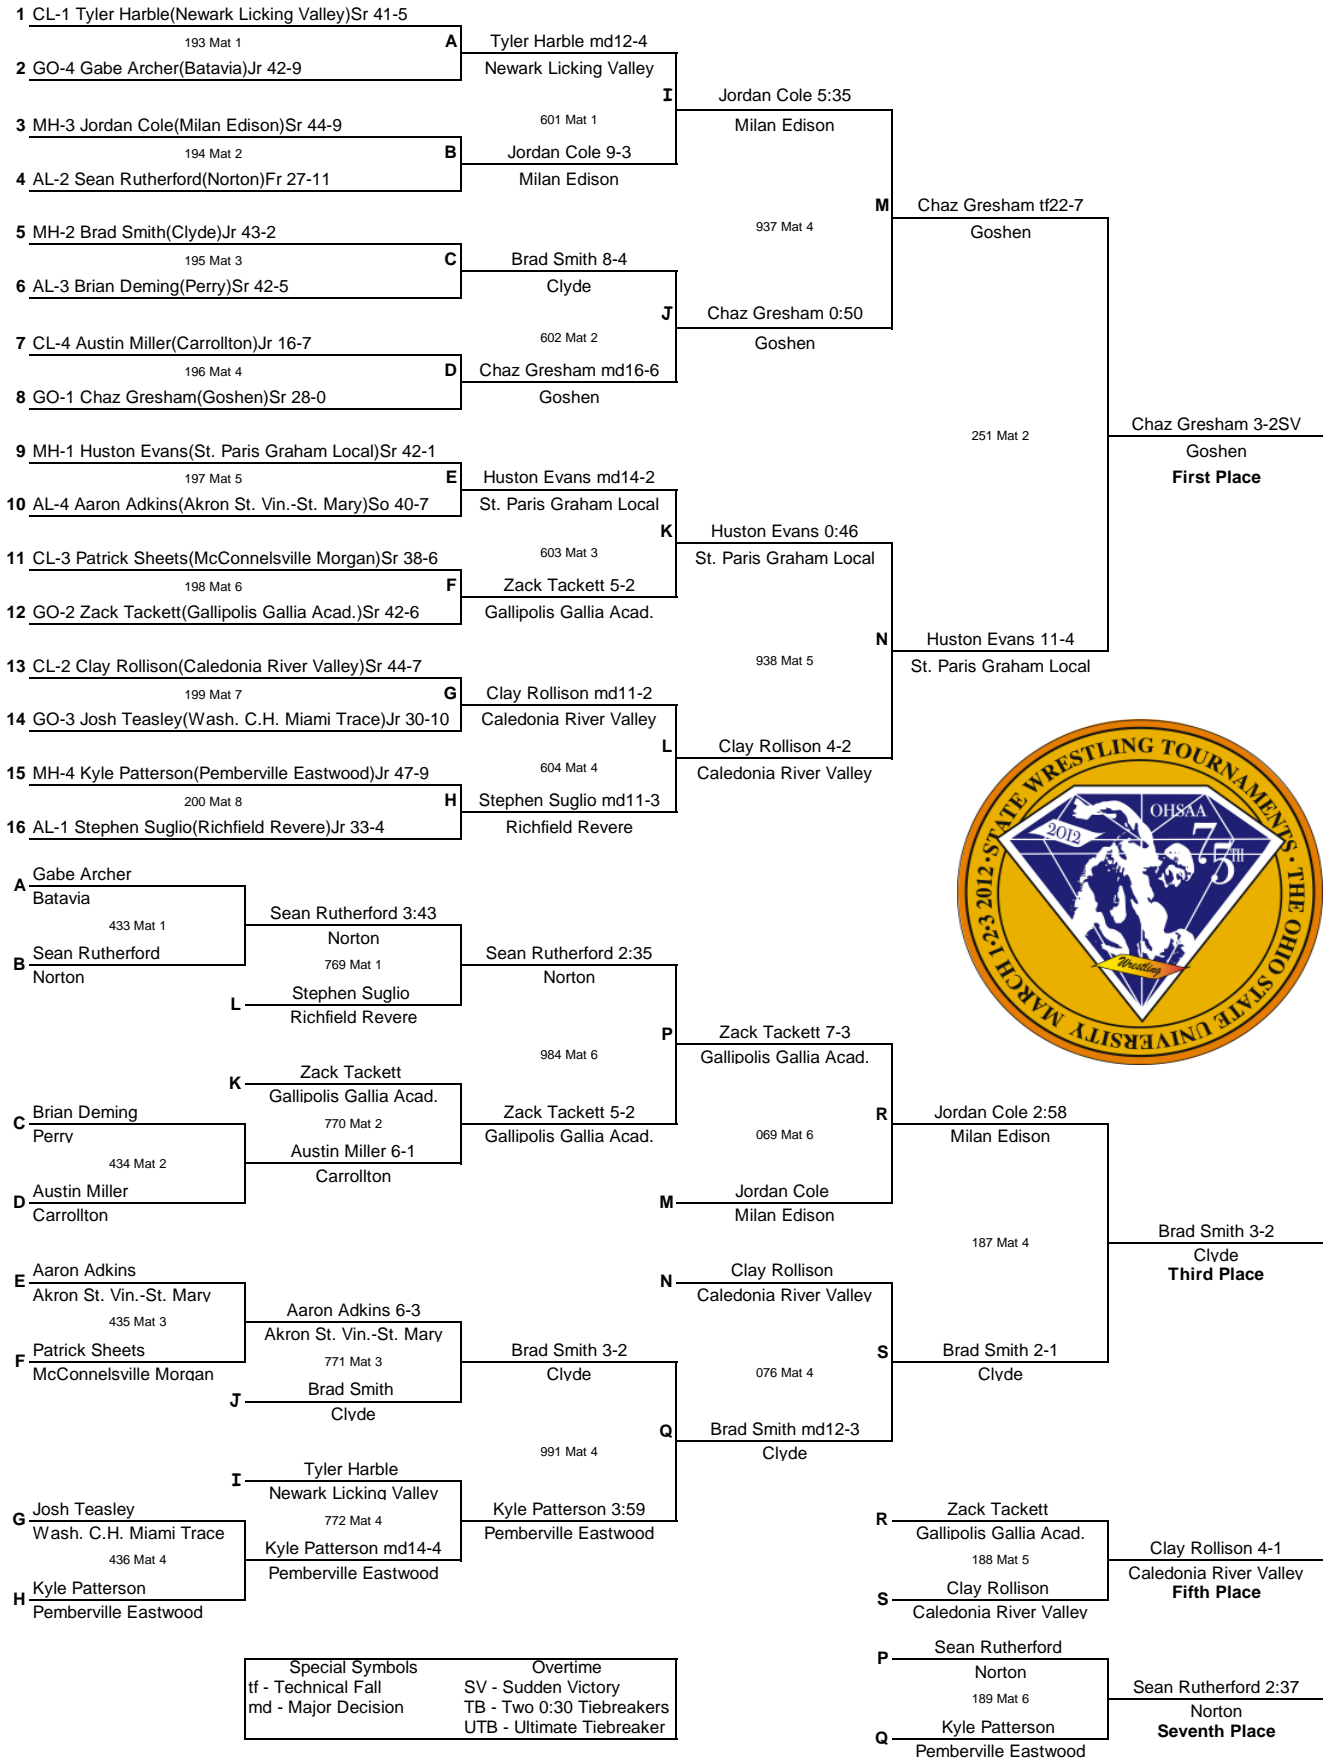 1 CL-1 Tyler Harble(Newark Licking Valley)Sr 41-5
193 Mat 1
A
2 GO-4 Gabe Archer(Batavia)Jr 42-9
Tyler Harble md12-4
Newark Licking Valley
I
601 Mat 1
3 MH-3 Jordan Cole(Milan Edison)Sr 44-9
194 Mat 2
B
4 AL-2 Sean Rutherford(Norton)Fr 27-11
Jordan Cole 9-3
Milan Edison
Jordan Cole 5:35
Milan Edison
M
937 Mat 4
5 MH-2 Brad Smith(Clyde)Jr 43-2
195 Mat 3
C
6 AL-3 Brian Deming(Perry)Sr 42-5
Brad Smith 8-4
Clyde
J
602 Mat 2
7 CL-4 Austin Miller(Carrollton)Jr 16-7
196 Mat 4
D
8 GO-1 Chaz Gresham(Goshen)Sr 28-0
Chaz Gresham md16-6
Goshen
Chaz Gresham 0:50
Goshen
Chaz Gresham tf22-7
Goshen
251 Mat 2
Chaz Gresham 3-2SV
Goshen
First Place
9 MH-1 Huston Evans(St. Paris Graham Local)Sr 42-1
197 Mat 5
E
10 AL-4 Aaron Adkins(Akron St. Vin.-St. Mary)So 40-7
Huston Evans md14-2
St. Paris Graham Local
K
603 Mat 3
11 CL-3 Patrick Sheets(McConnelsville Morgan)Sr 38-6
198 Mat 6
F
12 GO-2 Zack Tackett(Gallipolis Gallia Acad.)Sr 42-6
Zack Tackett 5-2
Gallipolis Gallia Acad.
Huston Evans 0:46
St. Paris Graham Local
N
938 Mat 5
Huston Evans 11-4
St. Paris Graham Local
13 CL-2 Clay Rollison(Caledonia River Valley)Sr 44-7
199 Mat 7
G
14 GO-3 Josh Teasley(Wash. C.H. Miami Trace)Jr 30-10
Clay Rollison md11-2
Caledonia River Valley
L
604 Mat 4
15 MH-4 Kyle Patterson(Pemberville Eastwood)Jr 47-9
200 Mat 8
H
16 AL-1 Stephen Suglio(Richfield Revere)Jr 33-4
Stephen Suglio md11-3
Richfield Revere
Clay Rollison 4-2
Caledonia River Valley
STATE WRESTLING TOURNAMENTS · THE OHIO STATE UNIVERSITY MARCH 1-2-3 2012 ·
OHSAA
2012
75TH
Wrestling
A Gabe Archer
Batavia
433 Mat 1
B Sean Rutherford
Norton
Sean Rutherford 3:43
Norton
769 Mat 1
L Stephen Suglio
Richfield Revere
Sean Rutherford 2:35
Norton
P
984 Mat 6
K Zack Tackett
Gallipolis Gallia Acad.
770 Mat 2
C Brian Deming
Perry
434 Mat 2
D Austin Miller
Carrollton
Austin Miller 6-1
Carrollton
Zack Tackett 5-2
Gallipolis Gallia Acad.
Zack Tackett 7-3
Gallipolis Gallia Acad.
R
069 Mat 6
M Jordan Cole
Milan Edison
Jordan Cole 2:58
Milan Edison
187 Mat 4
Brad Smith 3-2
Clyde
Third Place
E Aaron Adkins
Akron St. Vin.-St. Mary
435 Mat 3
F Patrick Sheets
McConnelsville Morgan
Aaron Adkins 6-3
Akron St. Vin.-St. Mary
771 Mat 3
J Brad Smith
Clyde
Brad Smith 3-2
Clyde
Q
991 Mat 4
N Clay Rollison
Caledonia River Valley
S
076 Mat 4
Brad Smith md12-3
Clyde
Brad Smith 2-1
Clyde
I Tyler Harble
Newark Licking Valley
772 Mat 4
G Josh Teasley
Wash. C.H. Miami Trace
436 Mat 4
H Kyle Patterson
Pemberville Eastwood
Kyle Patterson md14-4
Pemberville Eastwood
Kyle Patterson 3:59
Pemberville Eastwood
R Zack Tackett
Gallipolis Gallia Acad.
188 Mat 5
S Clay Rollison
Caledonia River Valley
Clay Rollison 4-1
Caledonia River Valley
Fifth Place
P Sean Rutherford
Norton
189 Mat 6
Q Kyle Patterson
Pemberville Eastwood
Sean Rutherford 2:37
Norton
Seventh Place
Special Symbols
tf - Technical Fall
md - Major Decision
Overtime
SV - Sudden Victory
TB - Two 0:30 Tiebreakers
UTB - Ultimate Tiebreaker